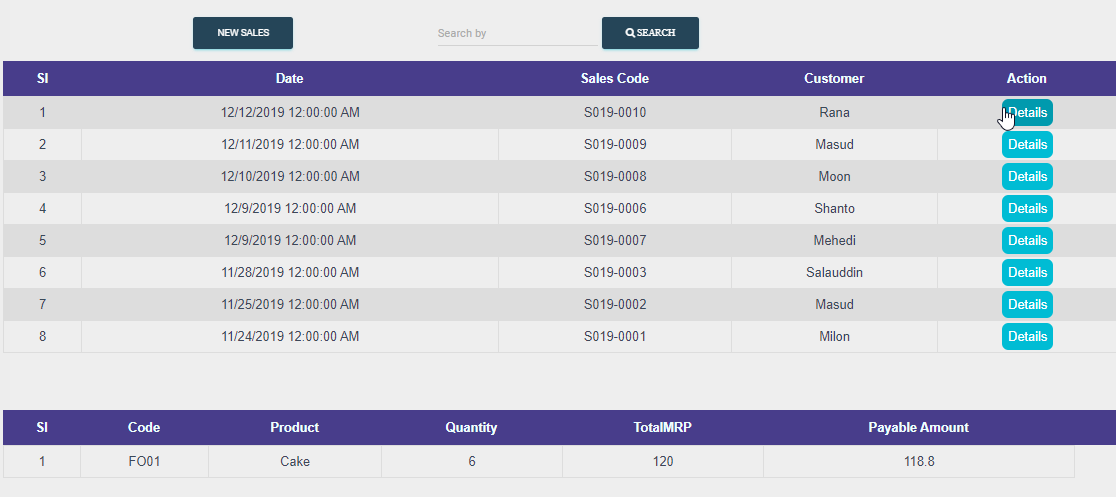 NEW SALES Search by SEARCH
Sl Date Sales Code Customer Action
1 12/12/2019 12:00:00 AM S019-0010 Rana Details
2 12/11/2019 12:00:00 AM S019-0009 Masud Details
3 12/10/2019 12:00:00 AM S019-0008 Moon Details
4 12/9/2019 12:00:00 AM S019-0006 Shanto Details
5 12/9/2019 12:00:00 AM S019-0007 Mehedi Details
6 11/28/2019 12:00:00 AM S019-0003 Salauddin Details
7 11/25/2019 12:00:00 AM S019-0002 Masud Details
8 11/24/2019 12:00:00 AM S019-0001 Milon Details
Sl Code Product Quantity TotalMRP Payable Amount
1 FO01 Cake 6 120 118.8